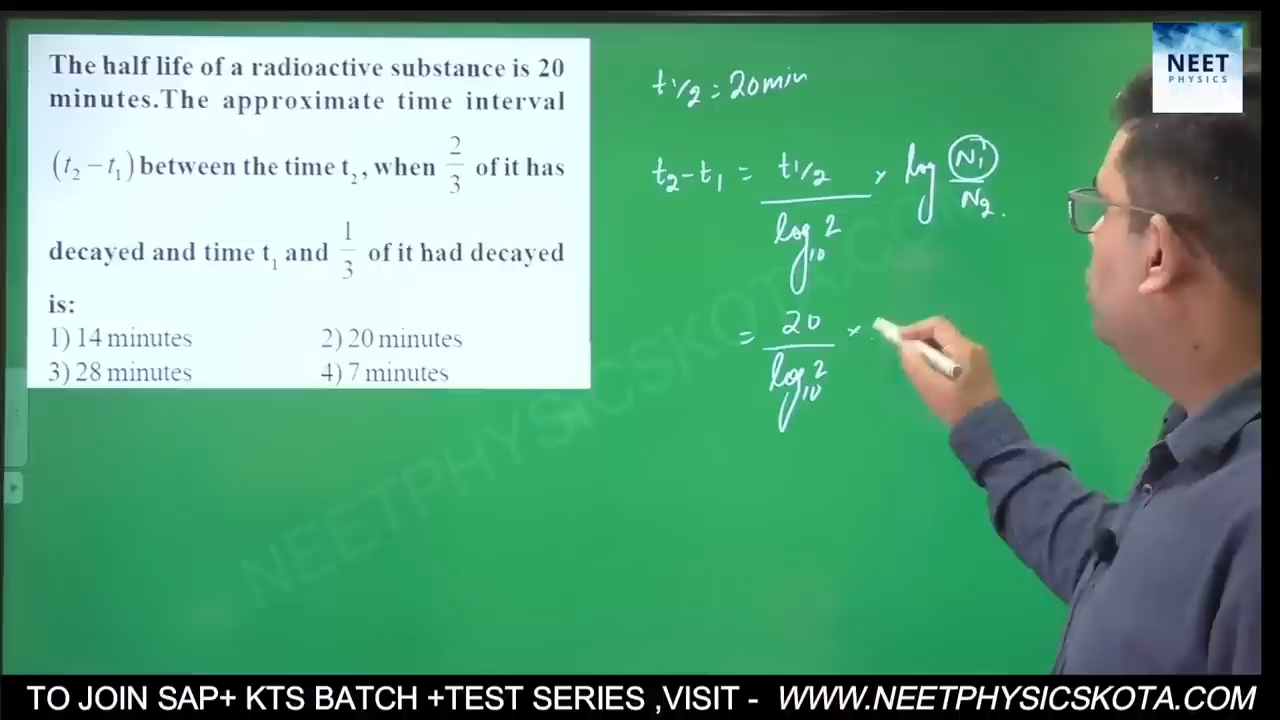 The half life of a radioactive substance is 20
minutes.The approximate time interval
(t₂ − t₁) between the time t₂, when 2/3 of it has
decayed and time t₁ and 1/3 of it had decayed
is:
1) 14 minutes 2) 20 minutes
3) 28 minutes 4) 7 minutes
t1/2 = 20min
t₂-t₁ = t1/2 / log₁₀2 × log N₁/N₂.
= 20 / log₁₀2 ×
NEET
PHYSICS
NEETPHYSICSKOTA.COM
TO JOIN SAP+ KTS BATCH +TEST SERIES ,VISIT - WWW.NEETPHYSICSKOTA.COM